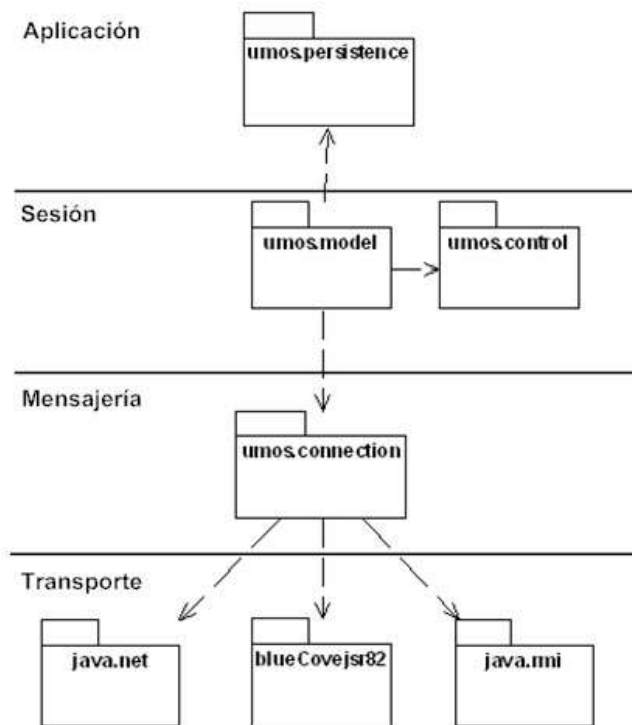 Aplicación
umos.persistence
Sesión
umos.model
umos.control
Mensajería
umos.connection
Transporte
java.net
blueCovejsr82
java.rmi